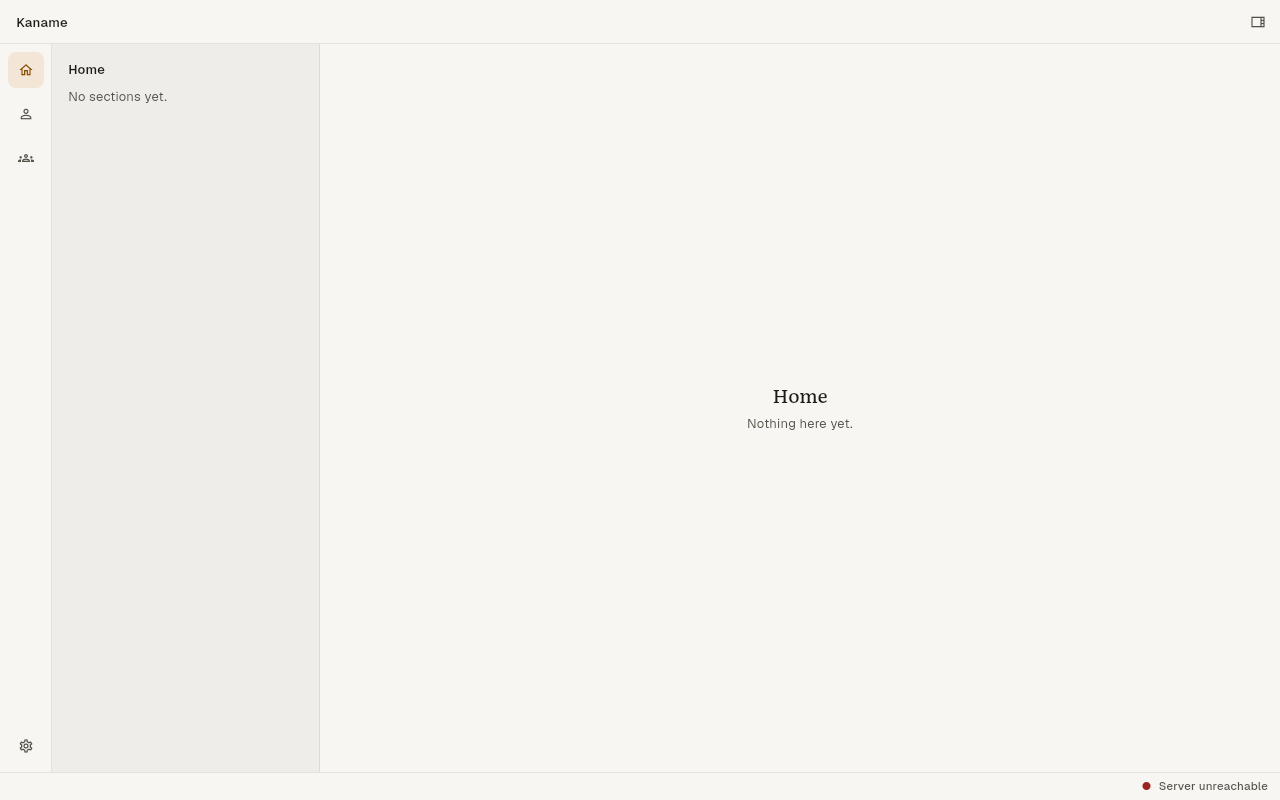 Kaname
Home
No sections yet.
Home
Nothing here yet.
Server unreachable